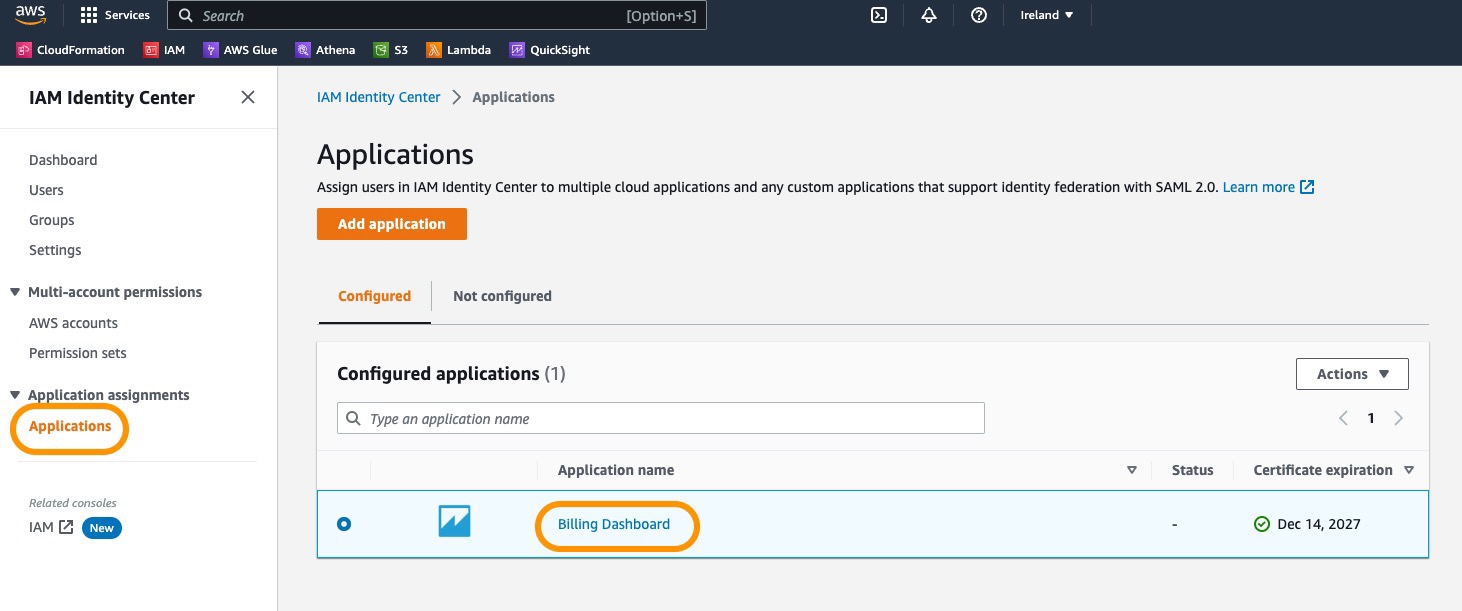 aws Services Search [Option+S] Ireland
CloudFormation IAM AWS Glue Athena S3 Lambda QuickSight
IAM Identity Center
Dashboard
Users
Groups
Settings
Multi-account permissions
AWS accounts
Permission sets
Application assignments
Applications
Related consoles
IAM New
IAM Identity Center Applications
Applications
Assign users in IAM Identity Center to multiple cloud applications and any custom applications that support identity federation with SAML 2.0. Learn more
Add application
Configured Not configured
Configured applications (1) Actions
Type an application name 1
Application name Status Certificate expiration
Billing Dashboard - Dec 14, 2027